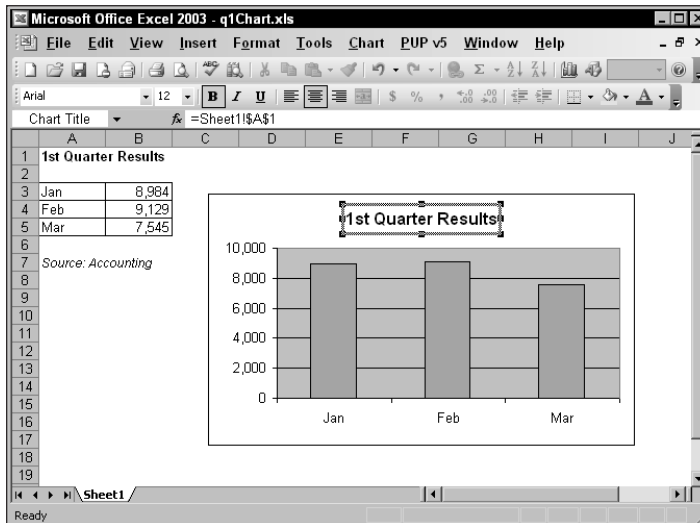 Microsoft Office Excel 2003 - q1Chart.xls
File Edit View Insert Format Tools Chart PUP v5 Window Help
Arial 12 B I U $ % ,
Chart Title fx =Sheet1!$A$1
A B C D E F G H I J
1 1st Quarter Results
2
3 Jan 8,984
4 Feb 9,129
5 Mar 7,545
6
7 Source: Accounting
8
9
10
11
12
13
14
15
16
17
18
19
1st Quarter Results
10,000
8,000
6,000
4,000
2,000
0
Jan Feb Mar
Sheet1
Ready